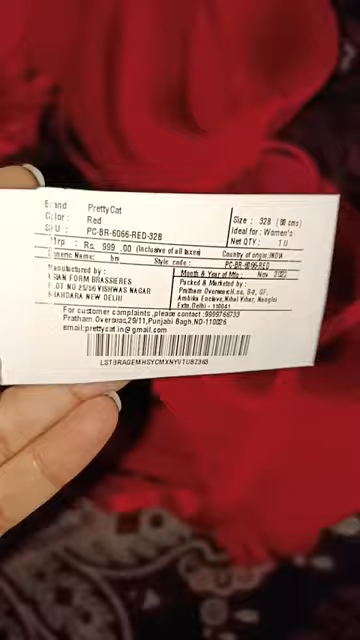 Brand PrettyCat
Color: Red
SKU : PC-BR-6066-RED-32B
Size : 32B (80 cms)
Ideal for : Women's
Net QTY : 1 U
Mrp : Rs. 999 .00 (Inclusive of all taxes)
Country of origin: INDIA
Generic Name: bra Style code : PC-BR-6066-RED
Manufactured by :
ASIAN FORM BRASSIERES
PLOT NO 25/56 VISHWAS NAGAR
SHAHDARA NEW DELHI
Month & Year of Mfg : Nov 2022
Packed & Marketed by :
Pratham Overseas
Ambika Enclave, Nihal Vihar, Nangloi
Extn, Delhi - 110041
For customer complaints ,please contact :9999766733
Pratham Overseas,29/11,Punjabi Bagh,ND-110026
email:prettycat.in@gmail.com